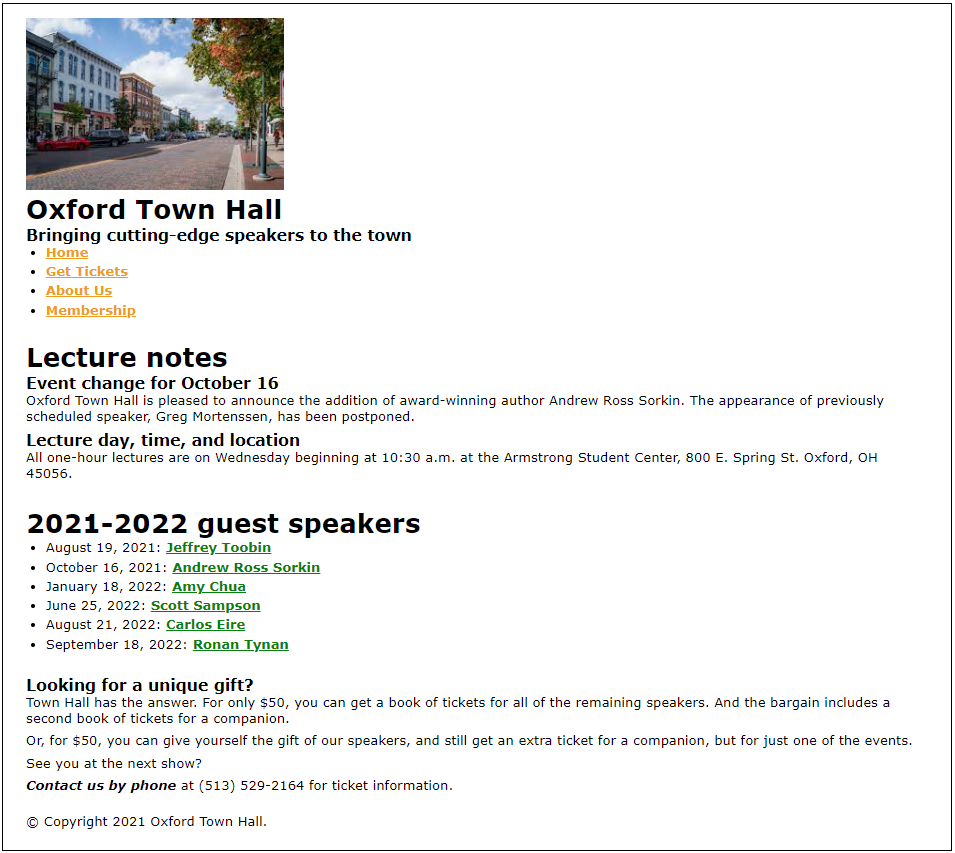 Oxford Town Hall
Bringing cutting-edge speakers to the town
Home
Get Tickets
About Us
Membership
Lecture notes
Event change for October 16
Oxford Town Hall is pleased to announce the addition of award-winning author Andrew Ross Sorkin. The appearance of previously
scheduled speaker, Greg Mortenssen, has been postponed.
Lecture day, time, and location
All one-hour lectures are on Wednesday beginning at 10:30 a.m. at the Armstrong Student Center, 800 E. Spring St. Oxford, OH
45056.
2021-2022 guest speakers
August 19, 2021: Jeffrey Toobin
October 16, 2021: Andrew Ross Sorkin
January 18, 2022: Amy Chua
June 25, 2022: Scott Sampson
August 21, 2022: Carlos Eire
September 18, 2022: Ronan Tynan
Looking for a unique gift?
Town Hall has the answer. For only $50, you can get a book of tickets for all of the remaining speakers. And the bargain includes a
second book of tickets for a companion.
Or, for $50, you can give yourself the gift of our speakers, and still get an extra ticket for a companion, but for just one of the events.
See you at the next show?
Contact us by phone at (513) 529-2164 for ticket information.
© Copyright 2021 Oxford Town Hall.